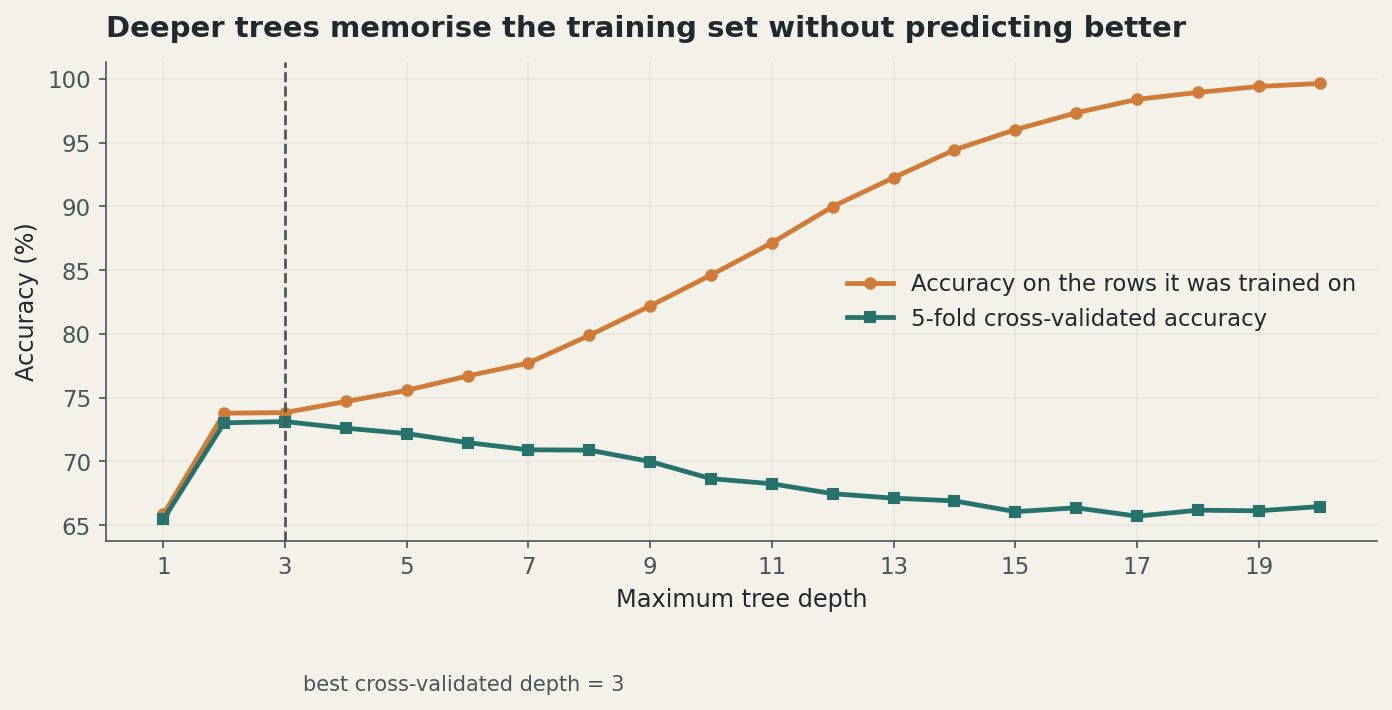 Deeper trees memorise the training set without predicting better
Accuracy (%)
100
95
90
85
80
75
70
65
Accuracy on the rows it was trained on
5-fold cross-validated accuracy
1 3 5 7 9 11 13 15 17 19
Maximum tree depth
best cross-validated depth = 3